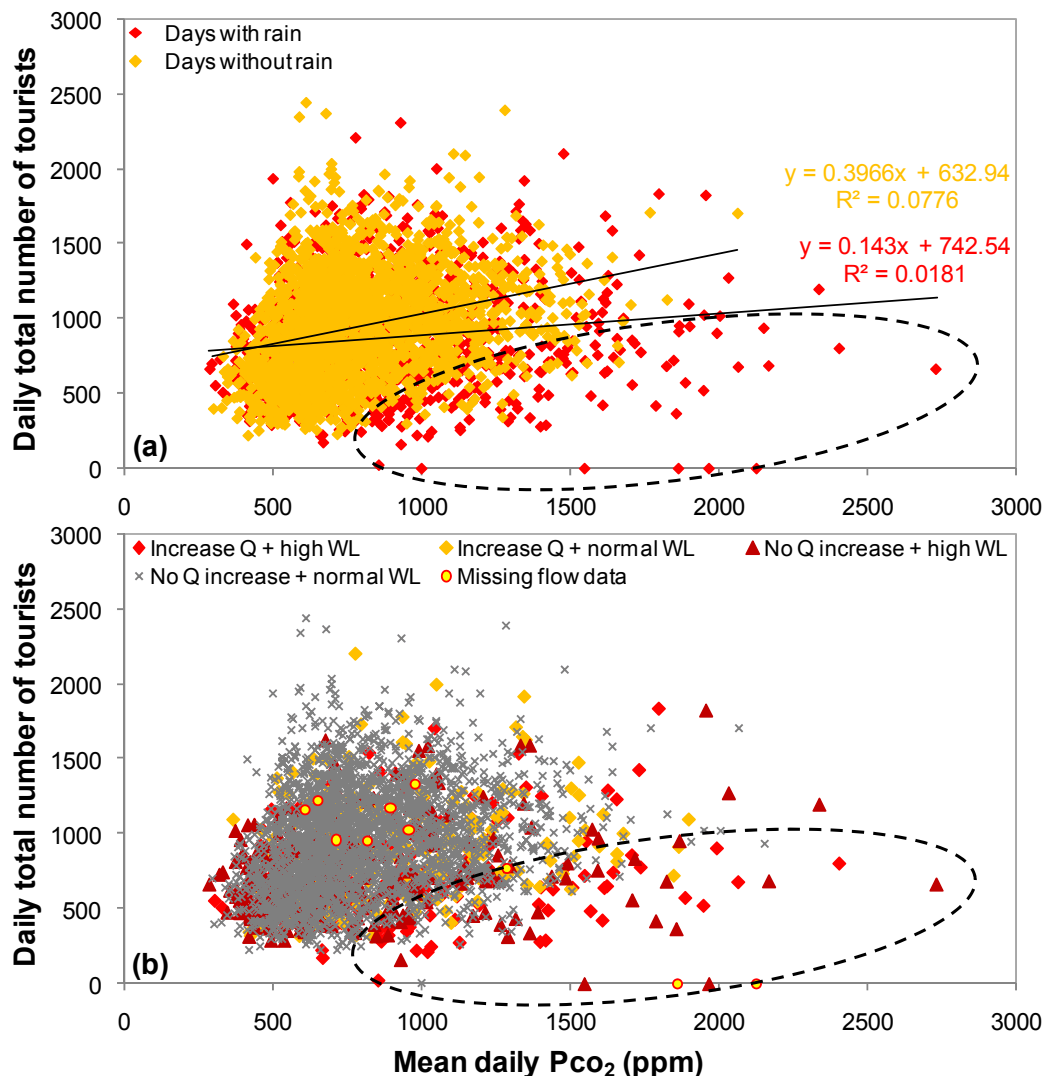 3000
2500
2000
1500
1000
500
0
Daily total number of tourists
Days with rain
Days without rain
y = 0.3966x + 632.94
R² = 0.0776
y = 0.143x + 742.54
R² = 0.0181
(a)
0 500 1000 1500 2000 2500 3000
3000
2500
2000
1500
1000
500
0
Daily total number of tourists
Increase Q + high WL Increase Q + normal WL No Q increase + high WL
No Q increase + normal WL Missing flow data
(b)
0 500 1000 1500 2000 2500 3000
Mean daily Pco₂ (ppm)